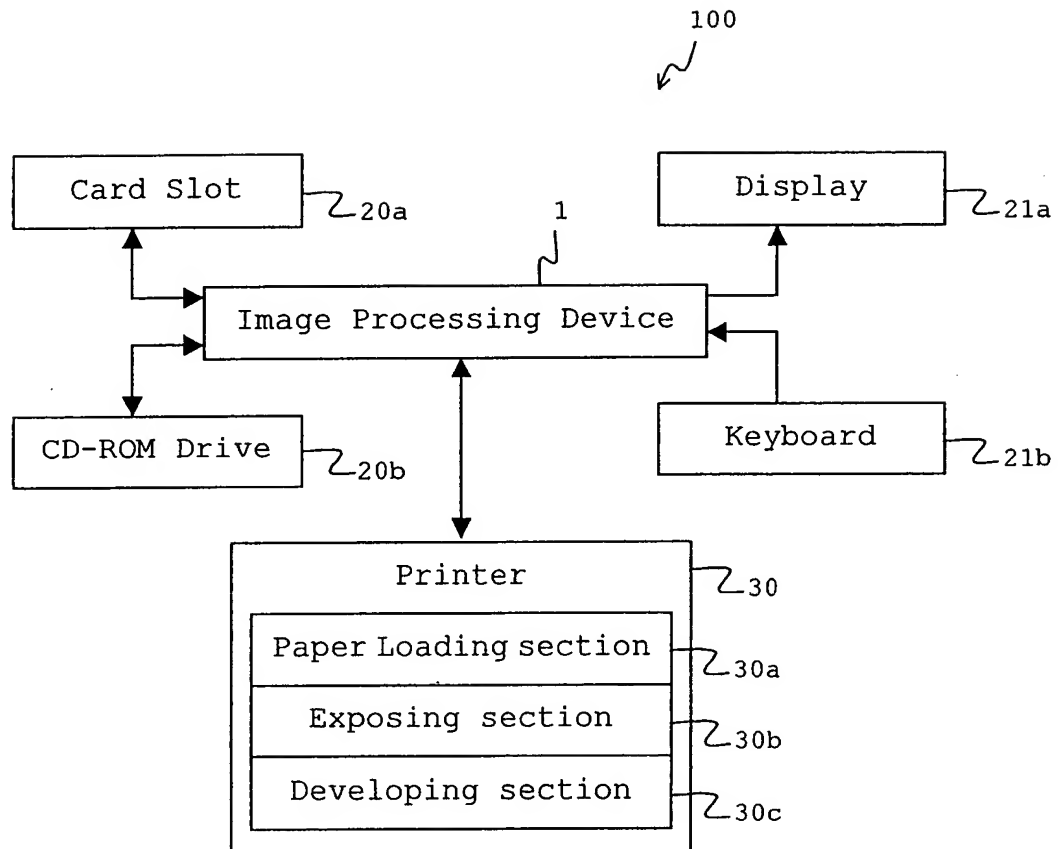 100
Card Slot
20a
Display
21a
1
Image Processing Device
CD-ROM Drive
20b
Keyboard
21b
Printer
30
Paper Loading section
30a
Exposing section
30b
Developing section
30c